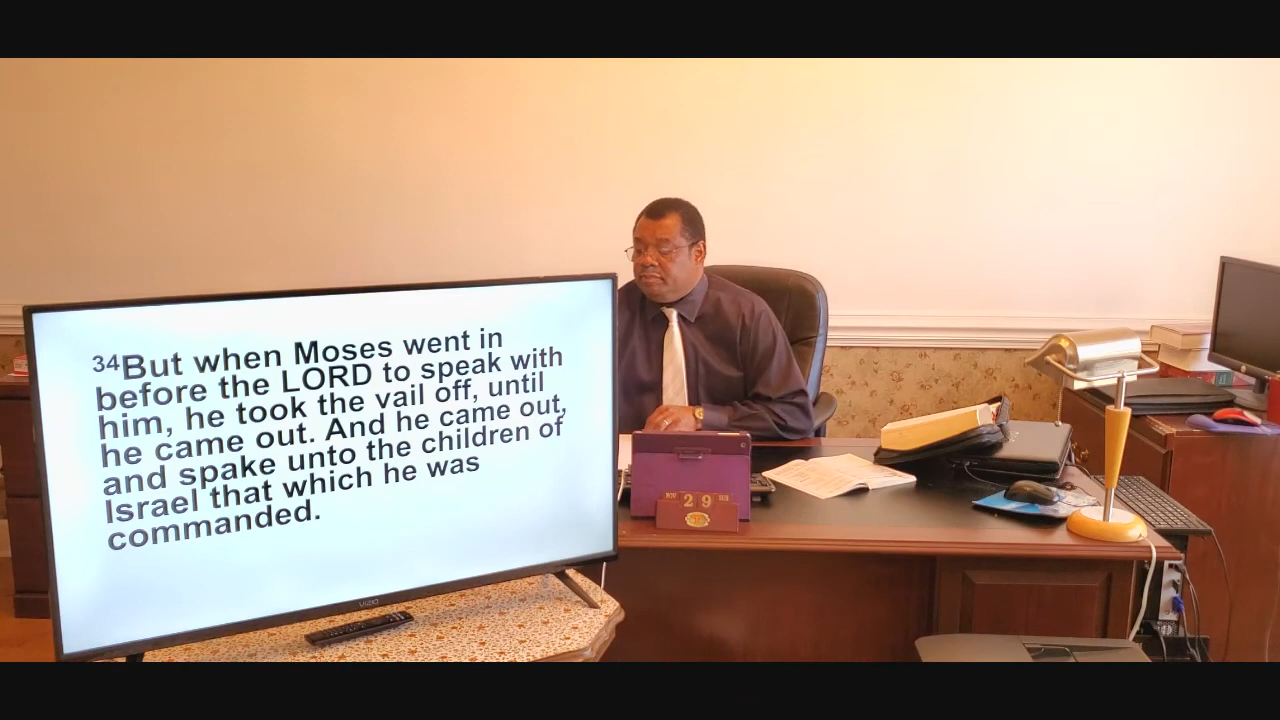 34But when Moses went in
before the LORD to speak with
him, he took the vail off, until
he came out. And he came out,
and spake unto the children of
Israel that which he was
commanded.
VIZIO
NOV 29